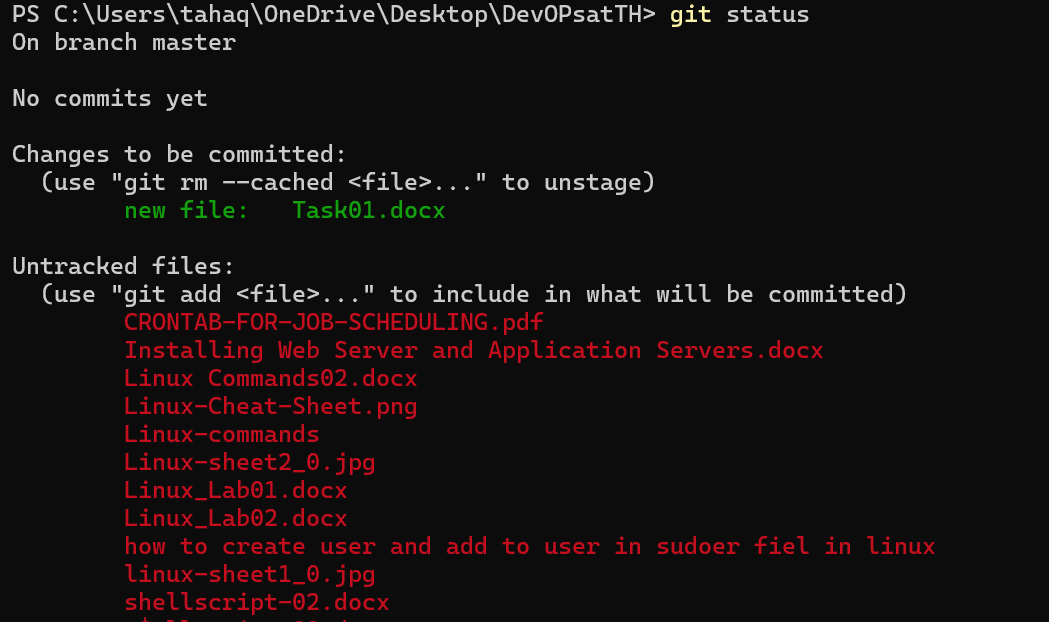 PS C:\Users\tahaq\OneDrive\Desktop\DevOPsatTH> git status
On branch master
No commits yet
Changes to be committed:
(use "git rm --cached <file>..." to unstage)
new file: Task01.docx
Untracked files:
(use "git add <file>..." to include in what will be committed)
CRONTAB-FOR-JOB-SCHEDULING.pdf
Installing Web Server and Application Servers.docx
Linux Commands02.docx
Linux-Cheat-Sheet.png
Linux-commands
Linux-sheet2_0.jpg
Linux_Lab01.docx
Linux_Lab02.docx
how to create user and add to user in sudoer fiel in linux
linux-sheet1_0.jpg
shellscript-02.docx